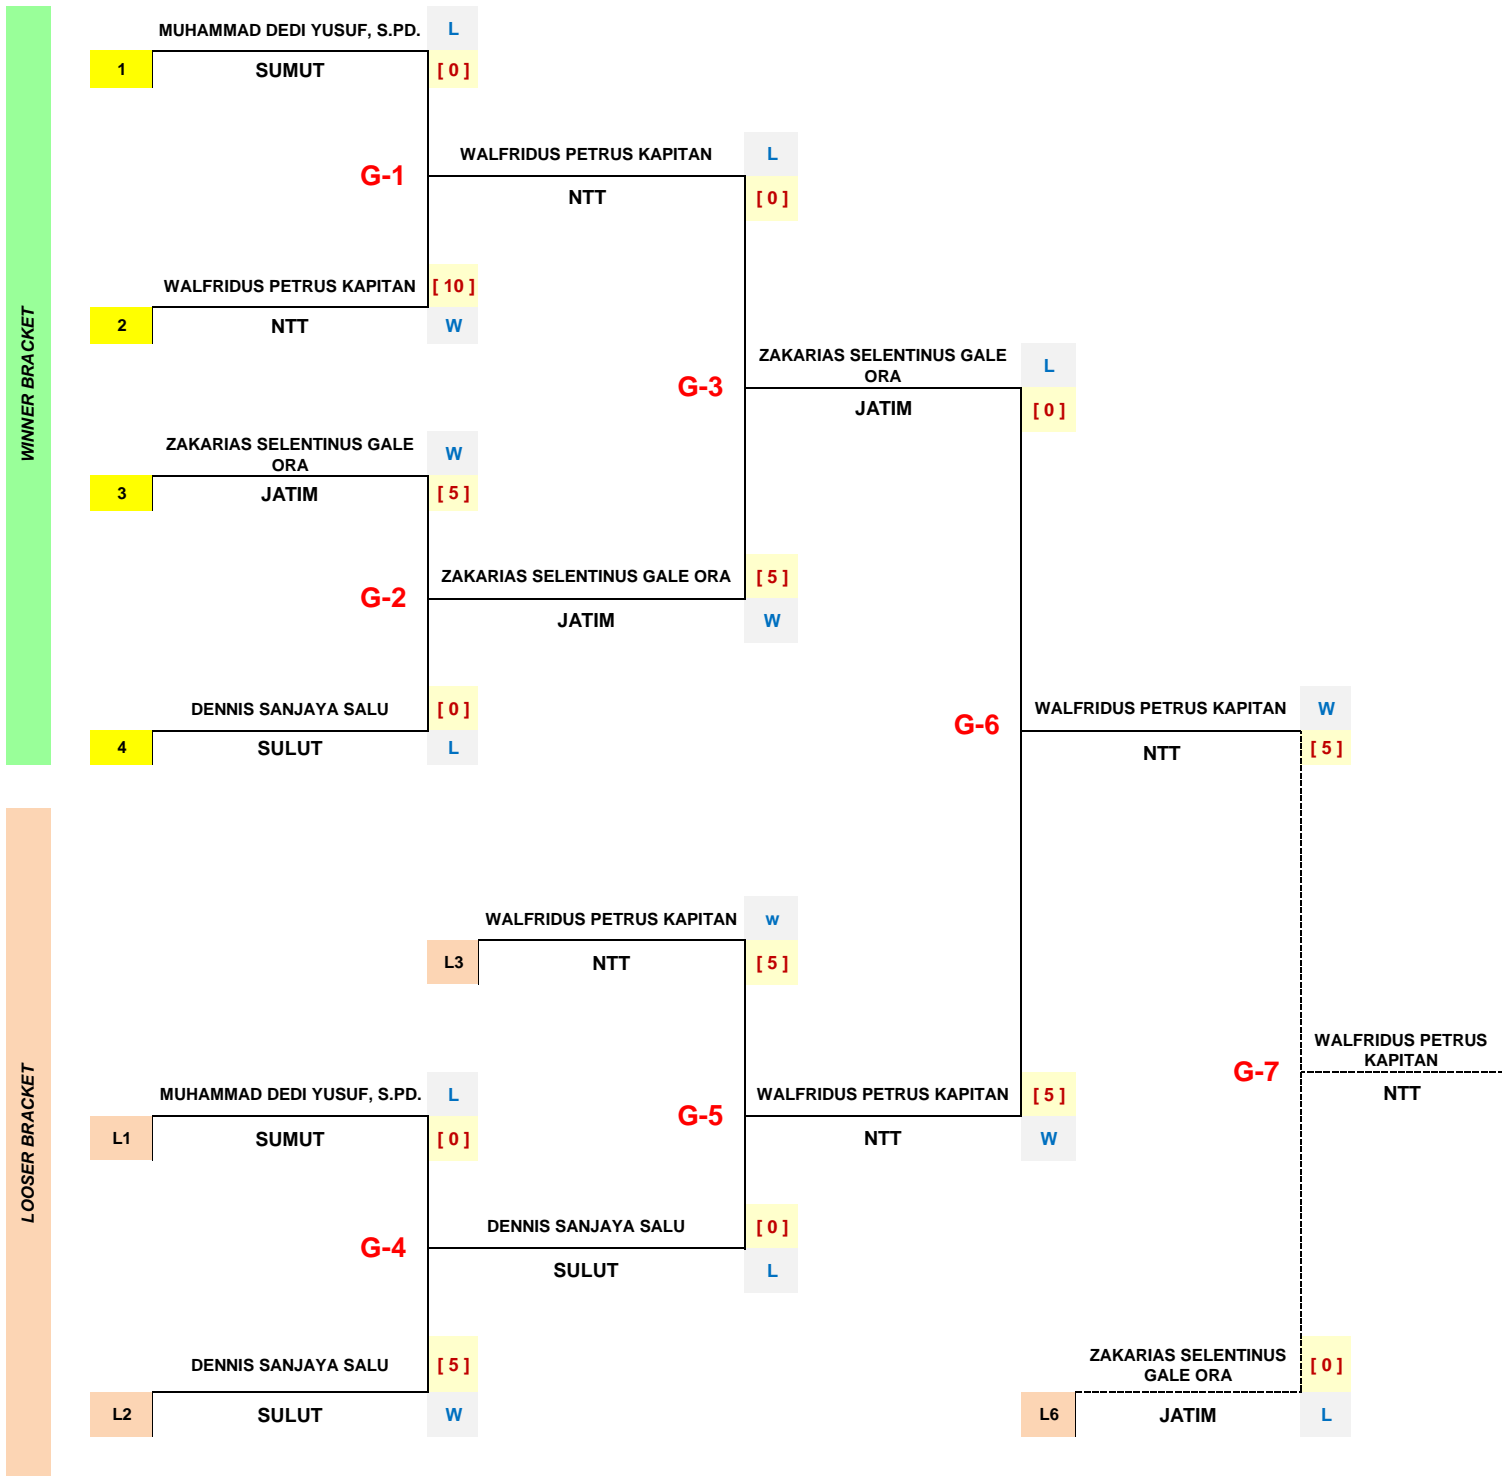 WINNER BRACKET
MUHAMMAD DEDI YUSUF, S.PD. L
1 SUMUT [ 0 ]
WALFRIDUS PETRUS KAPITAN L
G-1
NTT [ 0 ]
WALFRIDUS PETRUS KAPITAN [ 10 ]
2 NTT W
ZAKARIAS SELENTINUS GALE
ORA
L
G-3
JATIM [ 0 ]
ZAKARIAS SELENTINUS GALE
ORA
W
3 JATIM [ 5 ]
ZAKARIAS SELENTINUS GALE ORA [ 5 ]
G-2
JATIM W
DENNIS SANJAYA SALU [ 0 ]
4 SULUT L
WALFRIDUS PETRUS KAPITAN W
G-6
NTT [ 5 ]
LOOSER BRACKET
WALFRIDUS PETRUS KAPITAN w
L3 NTT [ 5 ]
WALFRIDUS PETRUS
KAPITAN
G-7
NTT
MUHAMMAD DEDI YUSUF, S.PD. L
L1 SUMUT [ 0 ]
WALFRIDUS PETRUS KAPITAN [ 5 ]
G-5
NTT W
DENNIS SANJAYA SALU [ 0 ]
G-4
SULUT L
DENNIS SANJAYA SALU [ 5 ]
L2 SULUT W
ZAKARIAS SELENTINUS
GALE ORA
[ 0 ]
L6 JATIM L